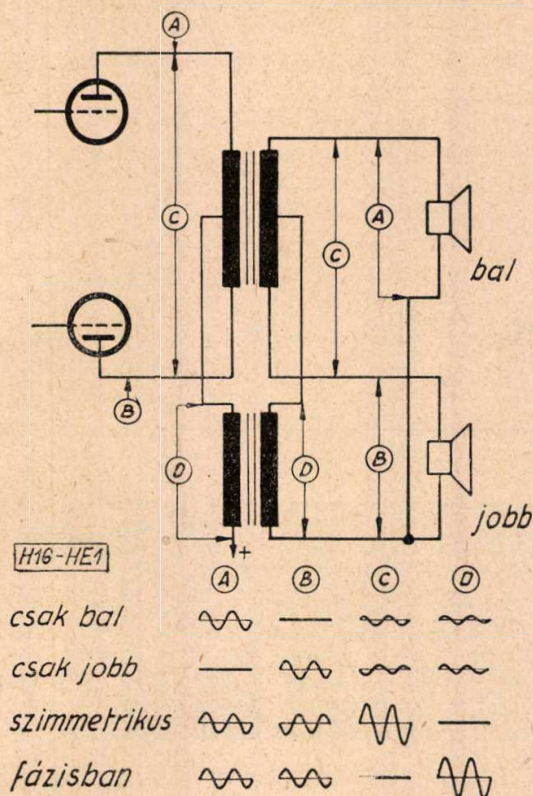 A
C
C
A
bal
B
D
D
B
jobb
+
H16-HE1
A B C D
csak bal
csak jobb
szimmetrikus
fázisban